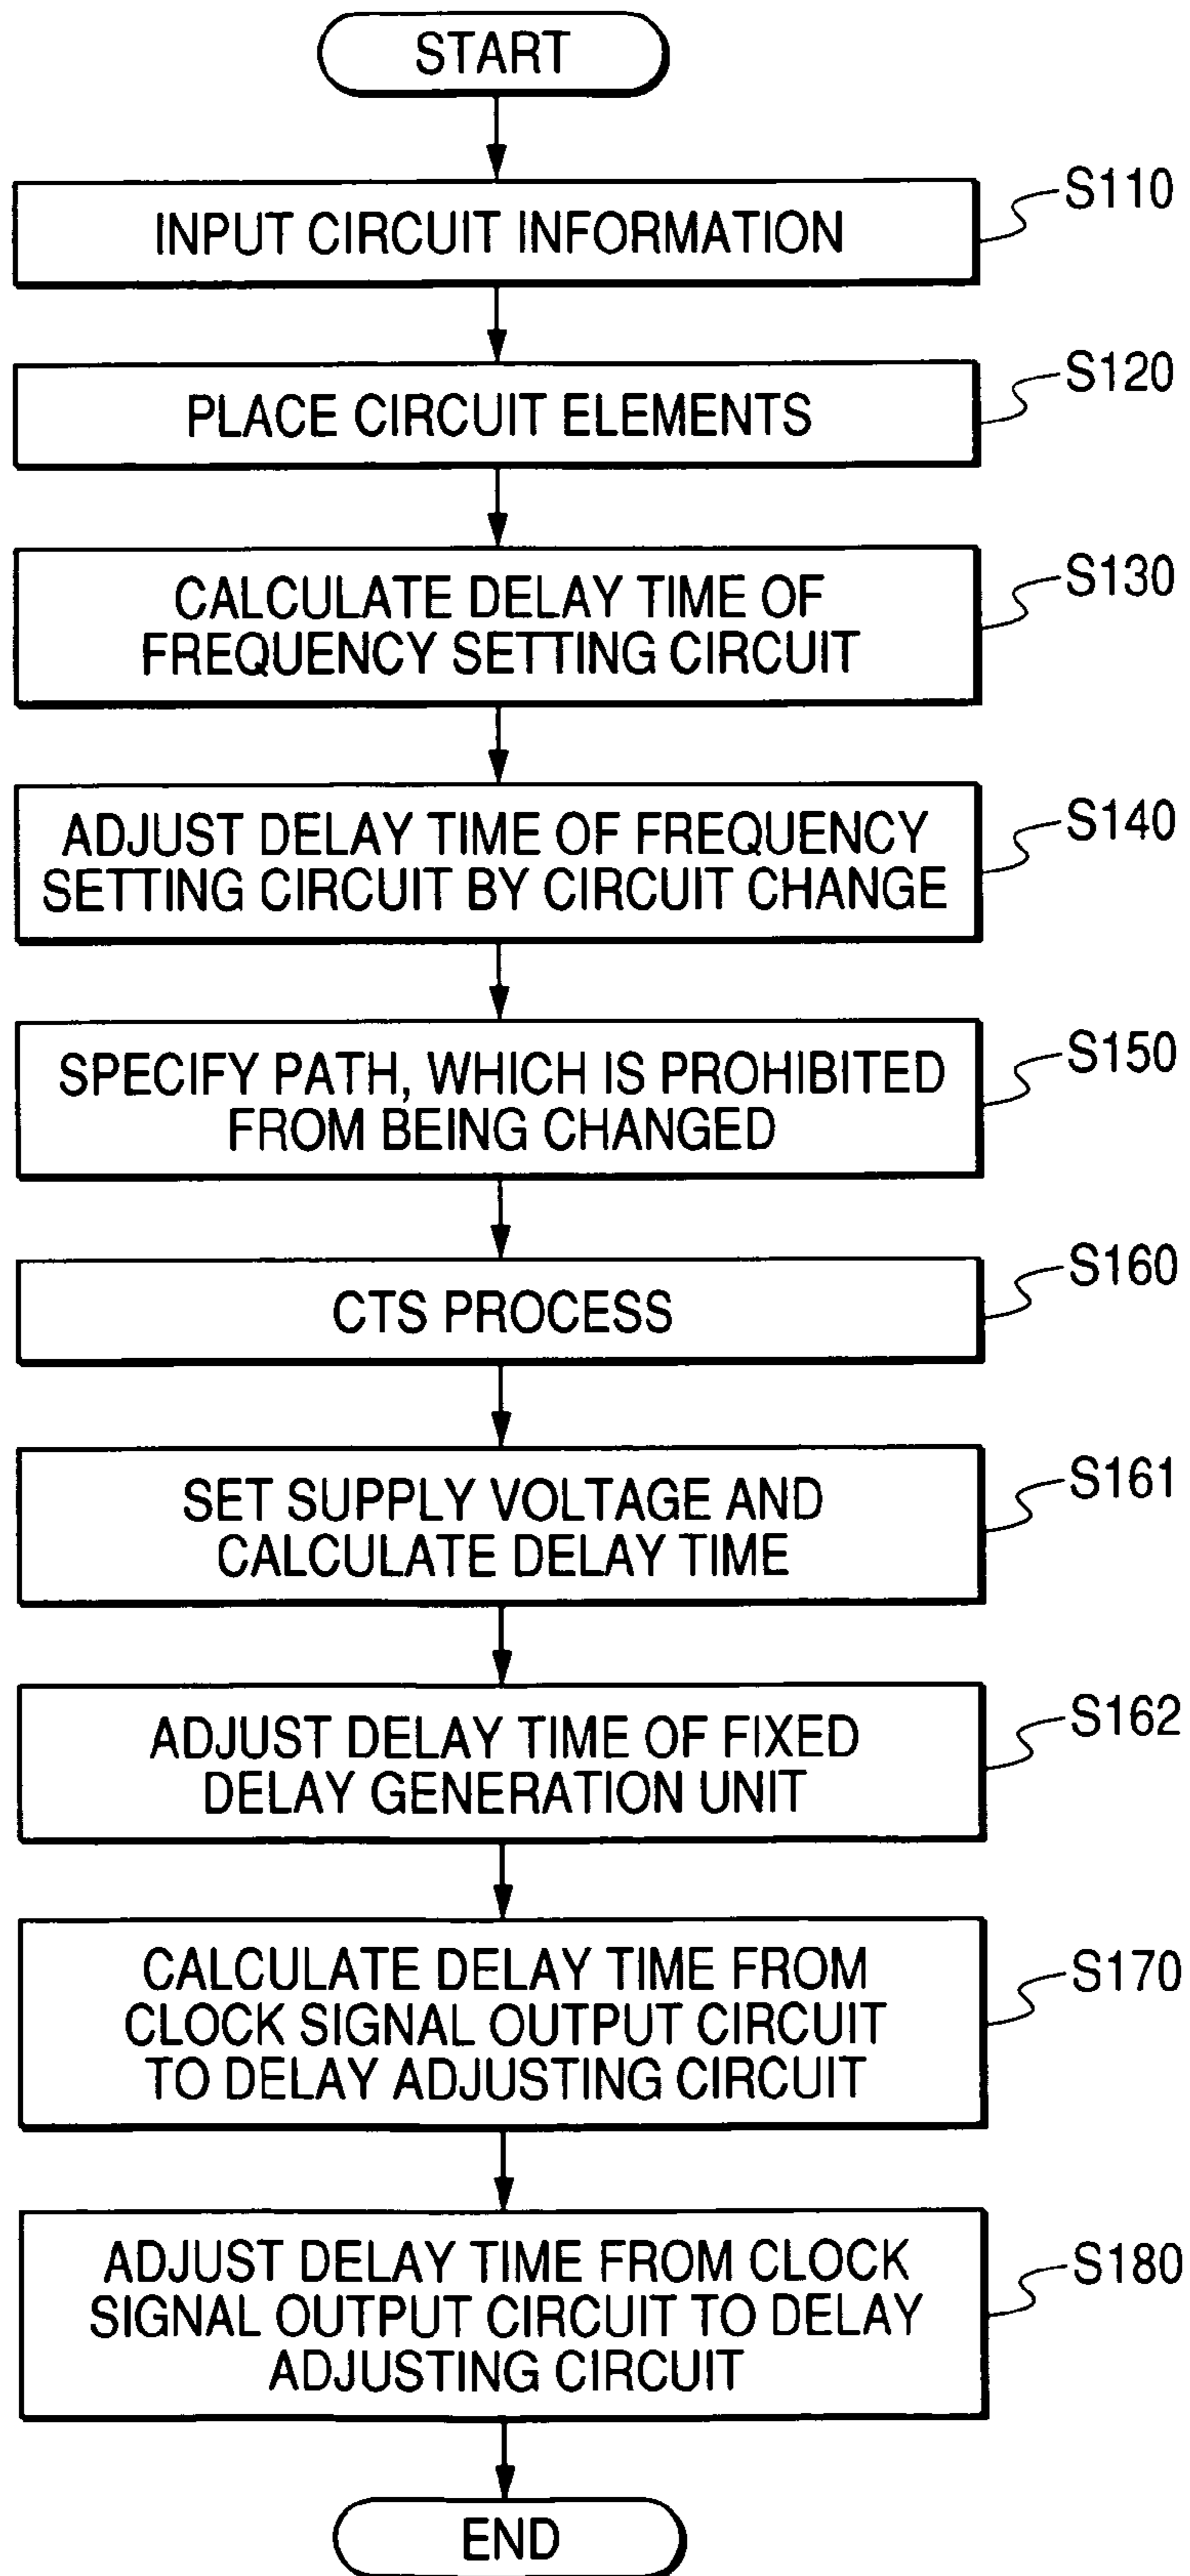 START
INPUT CIRCUIT INFORMATION
S110
PLACE CIRCUIT ELEMENTS
S120
CALCULATE DELAY TIME OF
FREQUENCY SETTING CIRCUIT
S130
ADJUST DELAY TIME OF FREQUENCY
SETTING CIRCUIT BY CIRCUIT CHANGE
S140
SPECIFY PATH, WHICH IS PROHIBITED
FROM BEING CHANGED
S150
CTS PROCESS
S160
SET SUPPLY VOLTAGE AND
CALCULATE DELAY TIME
S161
ADJUST DELAY TIME OF FIXED
DELAY GENERATION UNIT
S162
CALCULATE DELAY TIME FROM
CLOCK SIGNAL OUTPUT CIRCUIT
TO DELAY ADJUSTING CIRCUIT
S170
ADJUST DELAY TIME FROM CLOCK
SIGNAL OUTPUT CIRCUIT TO DELAY
ADJUSTING CIRCUIT
S180
END